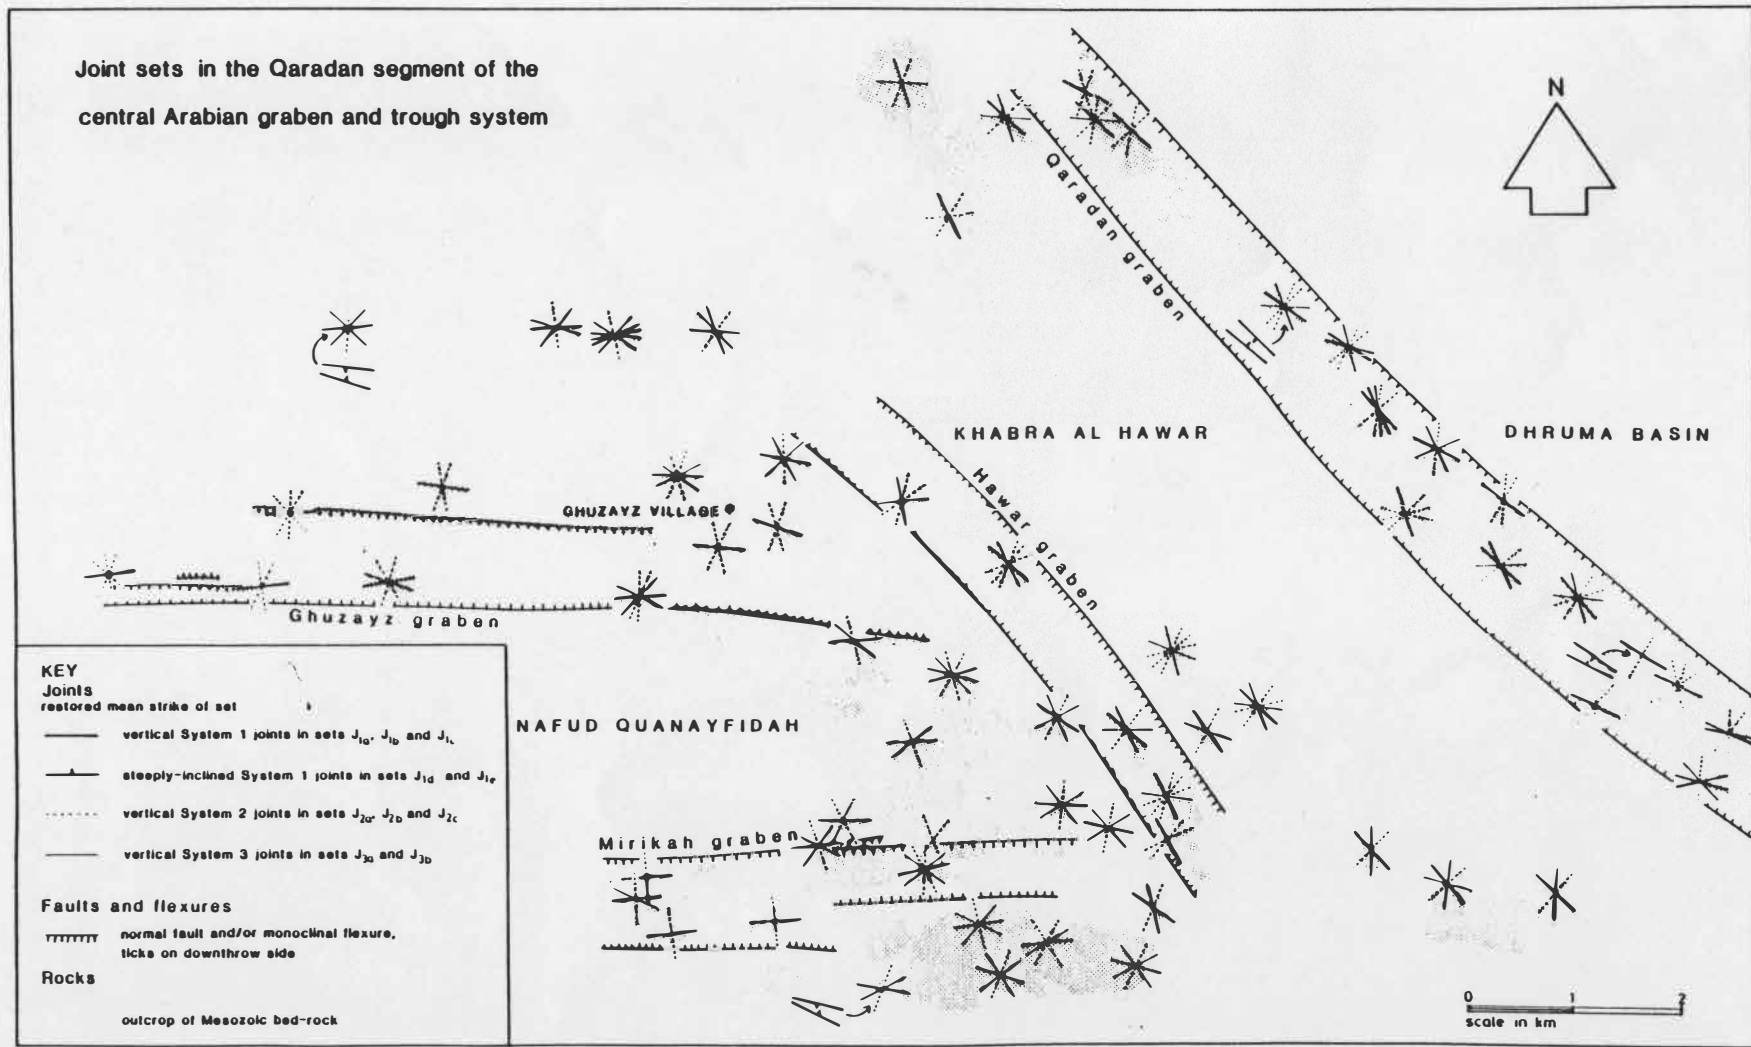 Joint sets in the Qaradan segment of the
central Arabian graben and trough system
N
Qaradan graben
KHABRA AL HAWAR
DHRUMA BASIN
Hawar graben
GHUZAYZ VILLAGE
Ghuzayz graben
NAFUD QUANAYFIDAH
Mirikah graben
KEY
Joints
restored mean strike of set
vertical System 1 joints in sets J1a, J1b and J1c
steeply-inclined System 1 joints in sets J1d and J1e
vertical System 2 joints in sets J2a, J2b and J2c
vertical System 3 joints in sets J3a and J3b
Faults and flexures
normal fault and/or monoclinal flexure,
ticks on downthrow side
Rocks
outcrop of Mesozoic bed-rock
0 1 2
scale in km